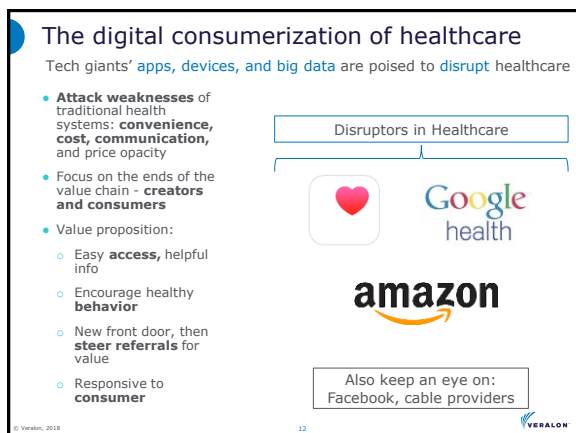 The digital consumerization of healthcare
Tech giants' apps, devices, and big data are poised to disrupt healthcare
● Attack weaknesses of
traditional health
systems: convenience,
cost, communication,
and price opacity
● Focus on the ends of the
value chain - creators
and consumers
● Value proposition:
○ Easy access, helpful
info
○ Encourage healthy
behavior
○ New front door, then
steer referrals for
value
○ Responsive to
consumer
Disruptors in Healthcare
Google
health
amazon
Also keep an eye on:
Facebook, cable providers
© Veralon, 2018
12
VERALON